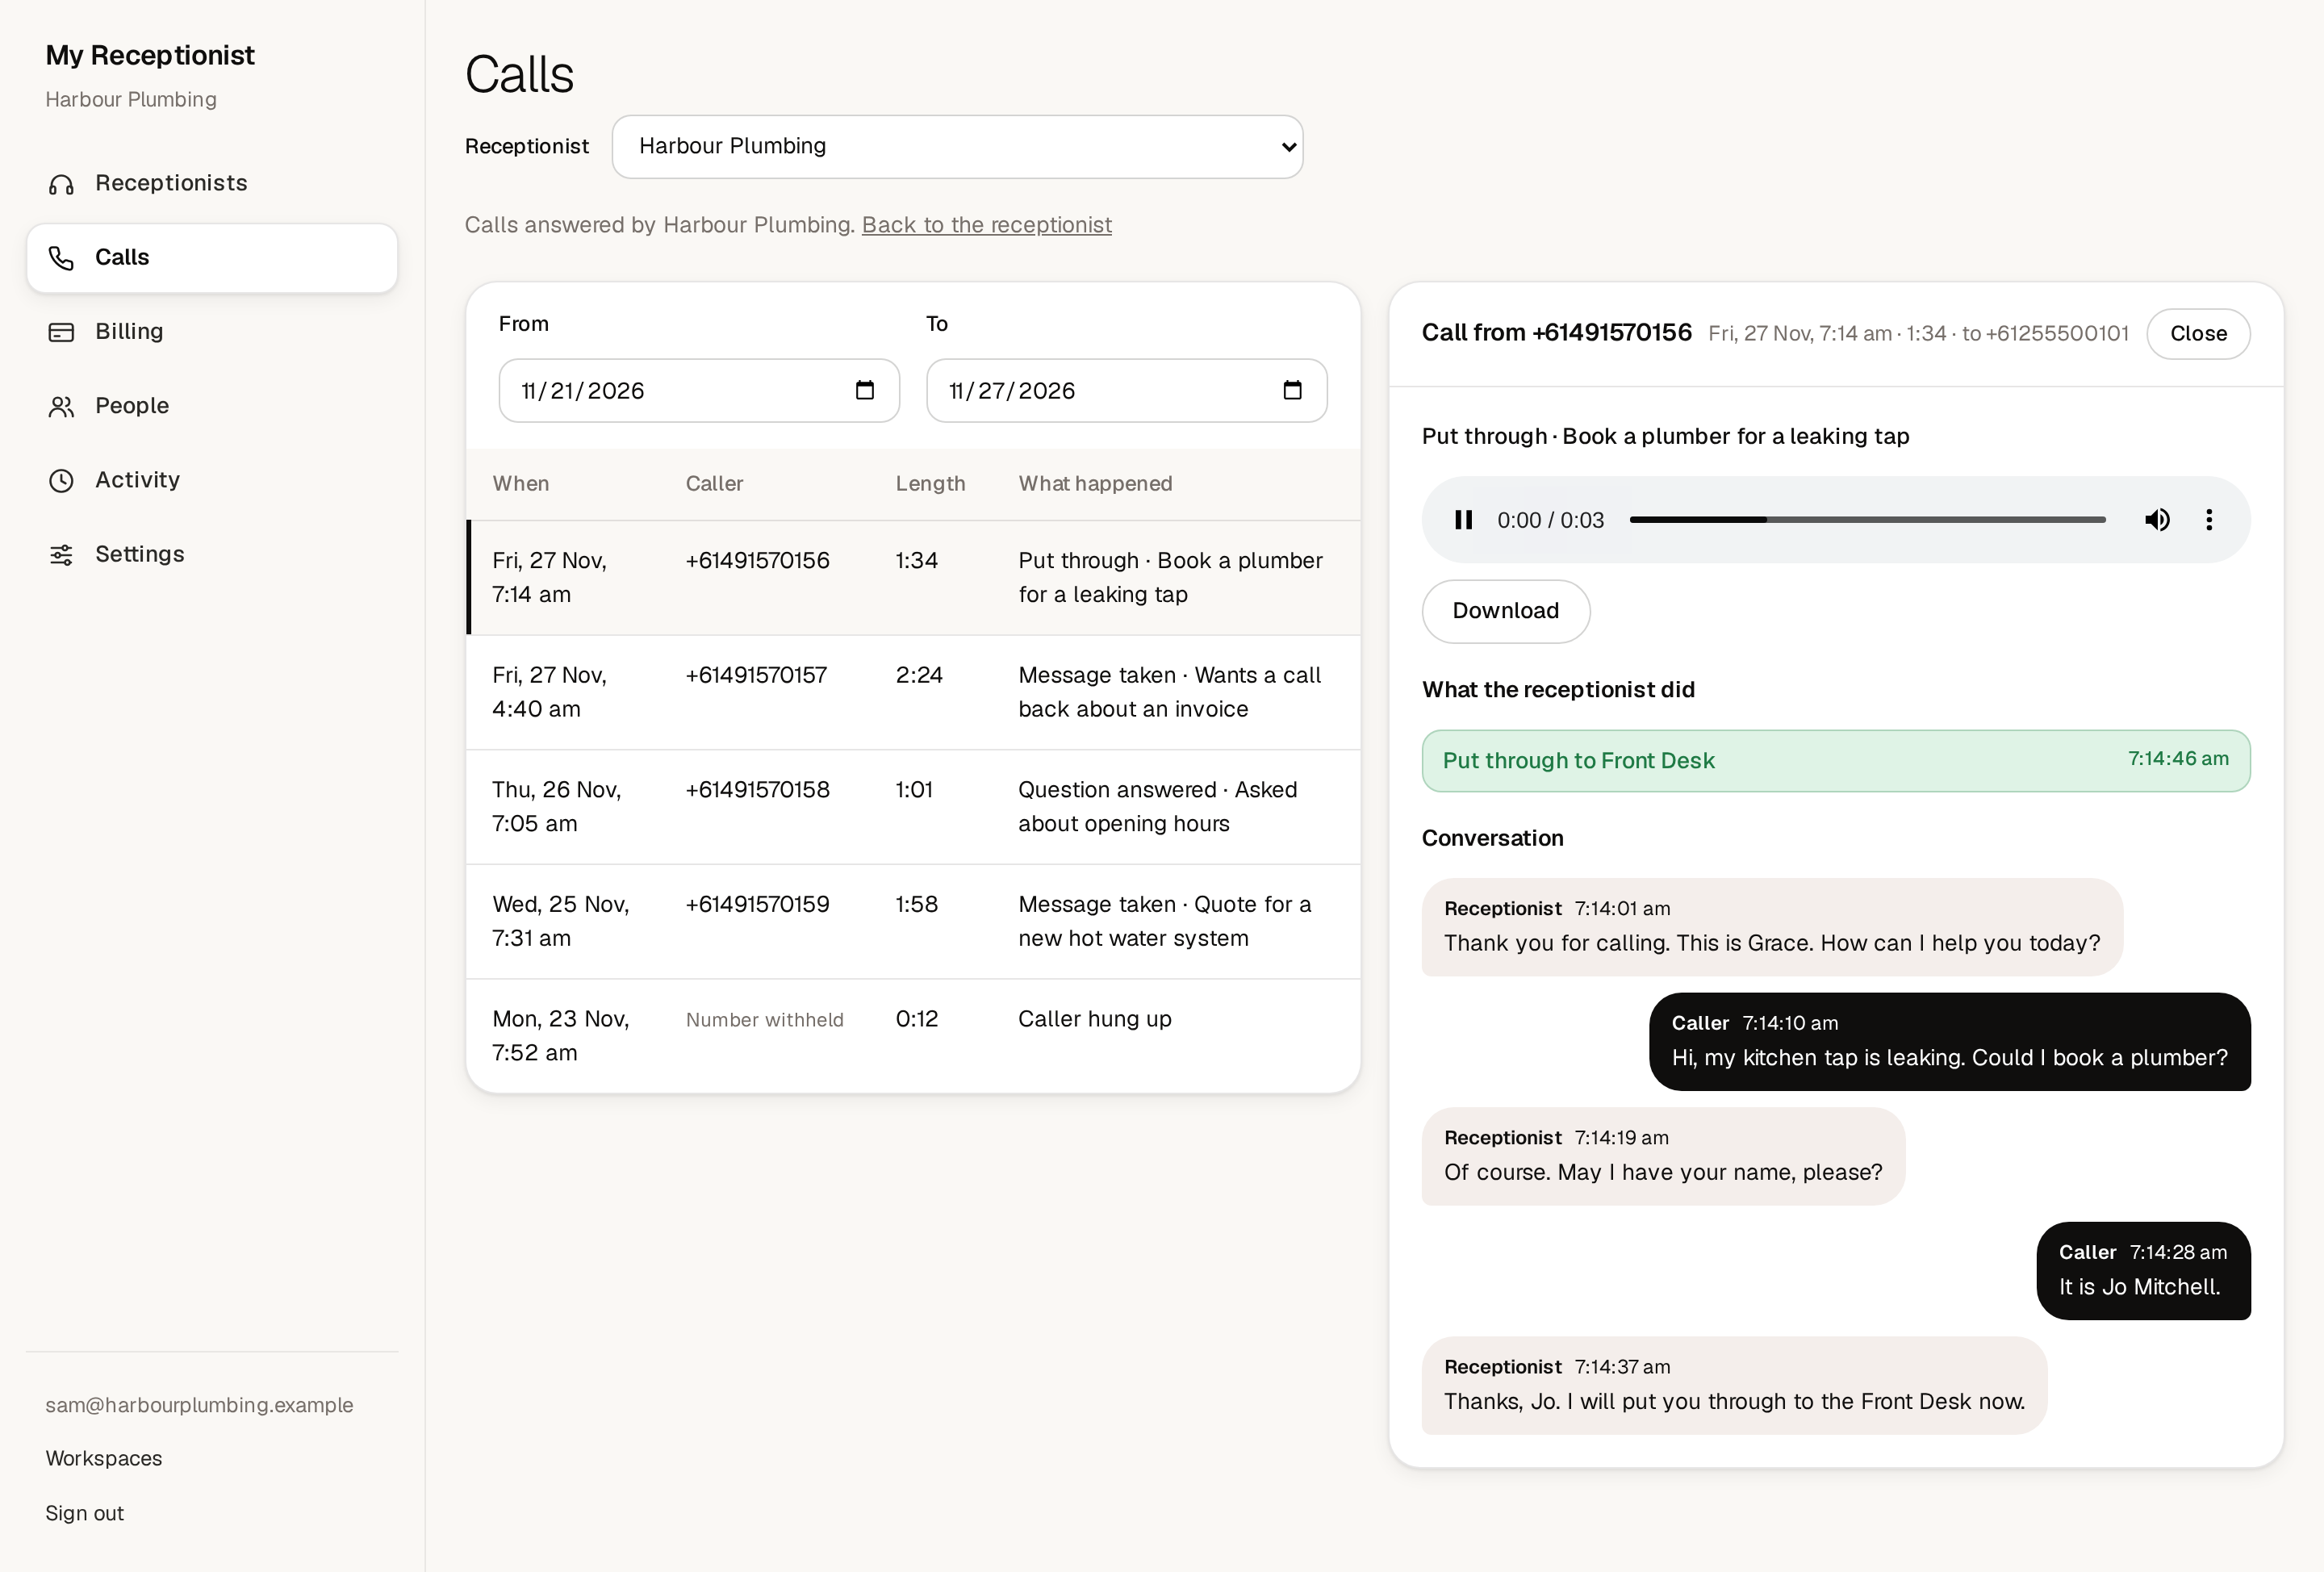 My Receptionist
Harbour Plumbing
Receptionists
Calls
Billing
People
Activity
Settings
sam@harbourplumbing.example
Workspaces
Sign out
Calls
Receptionist
Harbour Plumbing
Calls answered by Harbour Plumbing. Back to the receptionist
From To
11/21/2026 11/27/2026
When Caller Length What happened
Fri, 27 Nov, +61491570156 1:34 Put through · Book a plumber
7:14 am for a leaking tap
Fri, 27 Nov, +61491570157 2:24 Message taken · Wants a call
4:40 am back about an invoice
Thu, 26 Nov, +61491570158 1:01 Question answered · Asked
7:05 am about opening hours
Wed, 25 Nov, +61491570159 1:58 Message taken · Quote for a
7:31 am new hot water system
Mon, 23 Nov, Number withheld 0:12 Caller hung up
7:52 am
Call from +61491570156 Fri, 27 Nov, 7:14 am · 1:34 · to +61255500101 Close
Put through · Book a plumber for a leaking tap
0:00 / 0:03
Download
What the receptionist did
Put through to Front Desk 7:14:46 am
Conversation
Receptionist 7:14:01 am
Thank you for calling. This is Grace. How can I help you today?
Caller 7:14:10 am
Hi, my kitchen tap is leaking. Could I book a plumber?
Receptionist 7:14:19 am
Of course. May I have your name, please?
Caller 7:14:28 am
It is Jo Mitchell.
Receptionist 7:14:37 am
Thanks, Jo. I will put you through to the Front Desk now.